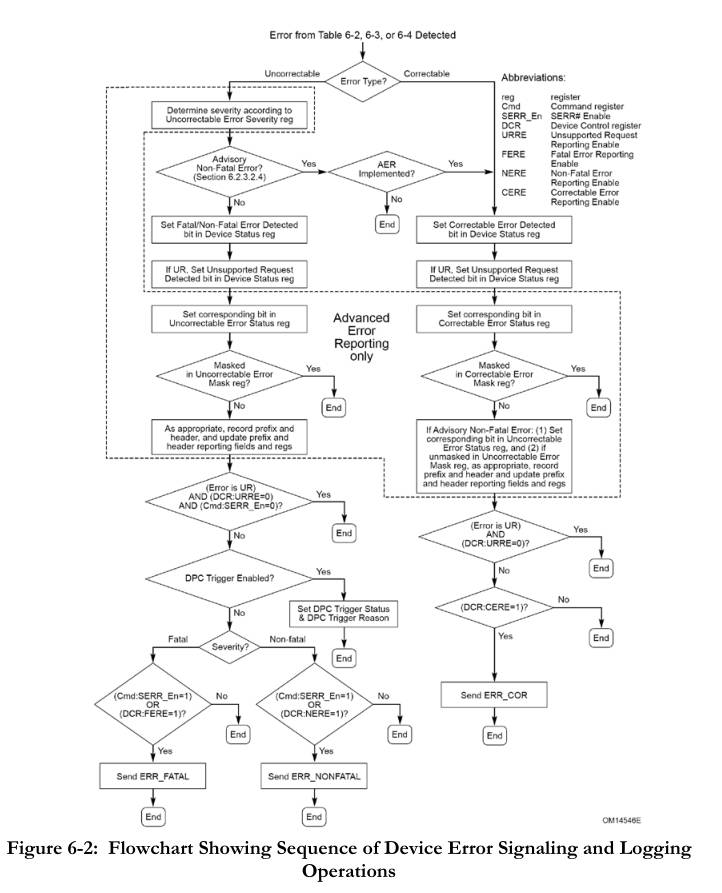 Error from Table 6-2, 6-3, or 6-4 Detected
Uncorrectable
Error Type?
Correctable
Abbreviations:
reg register
Cmd Command register
SERR_En SERR# Enable
DCR Device Control register
URRE Unsupported Request
Reporting Enable
FERE Fatal Error Reporting
Enable
NERE Non-Fatal Error
Reporting Enable
CERE Correctable Error
Reporting Enable
Determine severity according to
Uncorrectable Error Severity reg
Advisory
Non-Fatal Error?
(Section 6.2.3.2.4)
Yes
AER
Implemented?
Yes
No
No
End
Set Fatal/Non-Fatal Error Detected
bit in Device Status reg
Set Correctable Error Detected
bit in Device Status reg
If UR, Set Unsupported Request
Detected bit in Device Status reg
If UR, Set Unsupported Request
Detected bit in Device Status reg
Set corresponding bit in
Uncorrectable Error Status reg
Advanced
Error
Reporting
only
Set corresponding bit in
Correctable Error Status reg
Masked
in Uncorrectable Error
Mask reg?
Yes
End
No
Masked
in Correctable Error
Mask reg?
Yes
End
No
As appropriate, record prefix and
header, and update prefix and
header reporting fields and regs
If Advisory Non-Fatal Error: (1) Set
corresponding bit in Uncorrectable
Error Status reg, and (2) if
unmasked in Uncorrectable Error
Mask reg, as appropriate, record
prefix and header and update prefix
and header reporting fields and regs
(Error is UR)
AND (DCR:URRE=0)
AND (Cmd:SERR_En=0)?
Yes
End
No
(Error is UR)
AND
(DCR:URRE=0)?
Yes
End
No
DPC Trigger Enabled?
Yes
Set DPC Trigger Status
& DPC Trigger Reason
End
No
(DCR:CERE=1)?
No
End
Yes
Send ERR_COR
End
Fatal
Severity?
Non-fatal
(Cmd:SERR_En=1)
OR
(DCR:FERE=1)?
No
End
Yes
(Cmd:SERR_En=1)
OR
(DCR:NERE=1)?
No
End
Yes
Send ERR_FATAL
Send ERR_NONFATAL
End
End
OM14546E
Figure 6-2: Flowchart Showing Sequence of Device Error Signaling and Logging
Operations